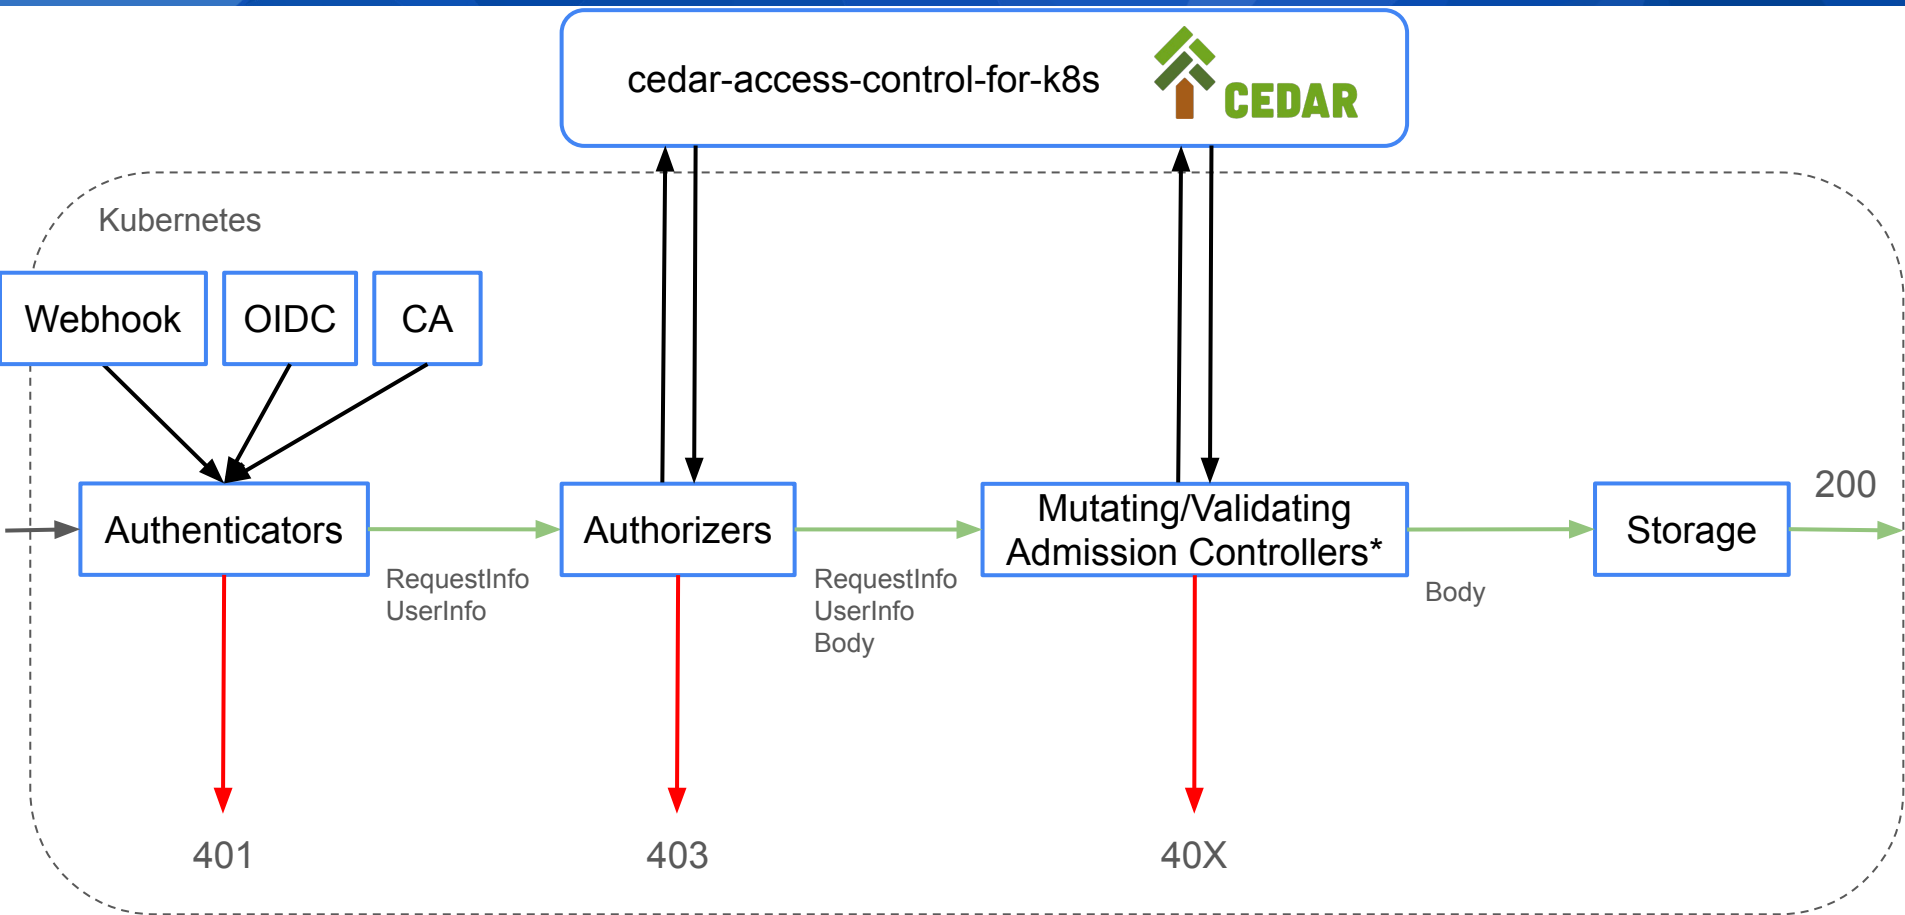 cedar-access-control-for-k8s
CEDAR
Kubernetes
Webhook
OIDC
CA
Authenticators
RequestInfo
UserInfo
Authorizers
RequestInfo
UserInfo
Body
Mutating/Validating
Admission Controllers*
Body
Storage
200
401
403
40X